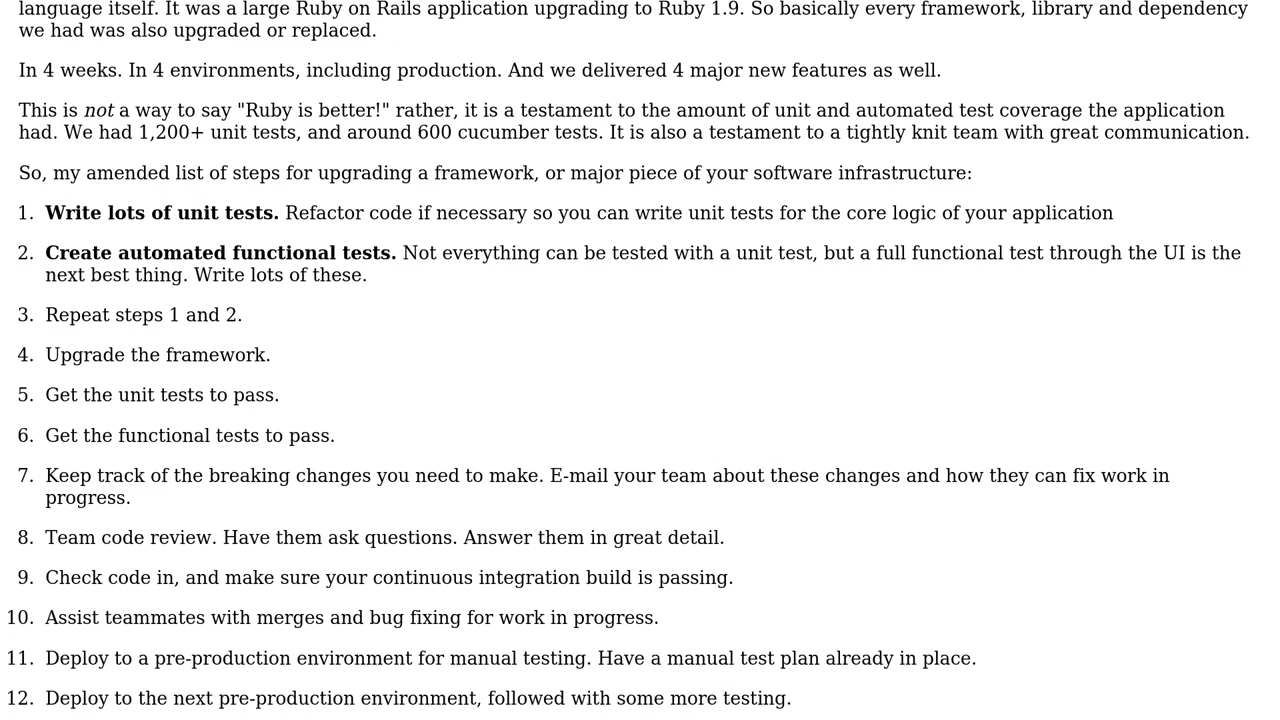 language itself. It was a large Ruby on Rails application upgrading to Ruby 1.9. So basically every framework, library and dependency
we had was also upgraded or replaced.
In 4 weeks. In 4 environments, including production. And we delivered 4 major new features as well.
This is not a way to say "Ruby is better!" rather, it is a testament to the amount of unit and automated test coverage the application
had. We had 1,200+ unit tests, and around 600 cucumber tests. It is also a testament to a tightly knit team with great communication.
So, my amended list of steps for upgrading a framework, or major piece of your software infrastructure:
1. Write lots of unit tests. Refactor code if necessary so you can write unit tests for the core logic of your application
2. Create automated functional tests. Not everything can be tested with a unit test, but a full functional test through the UI is the
next best thing. Write lots of these.
3. Repeat steps 1 and 2.
4. Upgrade the framework.
5. Get the unit tests to pass.
6. Get the functional tests to pass.
7. Keep track of the breaking changes you need to make. E-mail your team about these changes and how they can fix work in
progress.
8. Team code review. Have them ask questions. Answer them in great detail.
9. Check code in, and make sure your continuous integration build is passing.
10. Assist teammates with merges and bug fixing for work in progress.
11. Deploy to a pre-production environment for manual testing. Have a manual test plan already in place.
12. Deploy to the next pre-production environment, followed with some more testing.